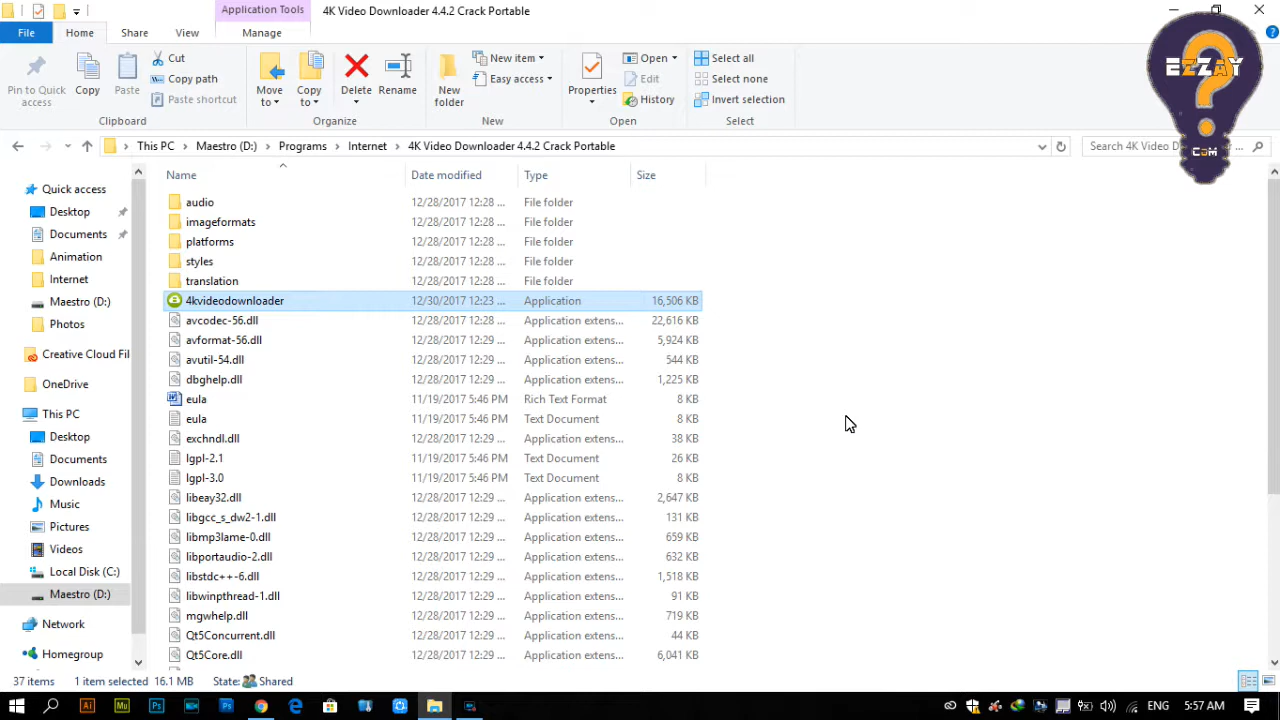 Application Tools
4K Video Downloader 4.4.2 Crack Portable
File
Home
Share
View
Manage
Pin to Quick access
Copy
Paste
Cut
Copy path
Paste shortcut
Clipboard
Move to
Copy to
Delete
Rename
Organize
New folder
New item
Easy access
New
Properties
Open
Edit
History
Open
Select all
Select none
Invert selection
Select
EZZAY
COM
This PC
Maestro (D:)
Programs
Internet
4K Video Downloader 4.4.2 Crack Portable
Search 4K Video D... ...
Quick access
Desktop
Documents
Animation
Internet
Maestro (D:)
Photos
Creative Cloud Fil
OneDrive
This PC
Desktop
Documents
Downloads
Music
Pictures
Videos
Local Disk (C:)
Maestro (D:)
Network
Homegroup
Name Date modified Type Size
audio 12/28/2017 12:28 ... File folder
imageformats 12/28/2017 12:28 ... File folder
platforms 12/28/2017 12:28 ... File folder
styles 12/28/2017 12:28 ... File folder
translation 12/28/2017 12:28 ... File folder
4kvideodownloader 12/30/2017 12:23 ... Application 16,506 KB
avcodec-56.dll 12/28/2017 12:28 ... Application extens... 22,616 KB
avformat-56.dll 12/28/2017 12:29 ... Application extens... 5,924 KB
avutil-54.dll 12/28/2017 12:29 ... Application extens... 544 KB
dbghelp.dll 12/28/2017 12:29 ... Application extens... 1,225 KB
eula 11/19/2017 5:46 PM Rich Text Format 8 KB
eula 11/19/2017 5:46 PM Text Document 8 KB
exchndl.dll 12/28/2017 12:29 ... Application extens... 38 KB
lgpl-2.1 11/19/2017 5:46 PM Text Document 26 KB
lgpl-3.0 11/19/2017 5:46 PM Text Document 8 KB
libeay32.dll 12/28/2017 12:29 ... Application extens... 2,647 KB
libgcc_s_dw2-1.dll 12/28/2017 12:29 ... Application extens... 131 KB
libmp3lame-0.dll 12/28/2017 12:29 ... Application extens... 659 KB
libportaudio-2.dll 12/28/2017 12:29 ... Application extens... 632 KB
libstdc++-6.dll 12/28/2017 12:29 ... Application extens... 1,518 KB
libwinpthread-1.dll 12/28/2017 12:29 ... Application extens... 91 KB
mgwhelp.dll 12/28/2017 12:29 ... Application extens... 719 KB
Qt5Concurrent.dll 12/28/2017 12:29 ... Application extens... 44 KB
Qt5Core.dll 12/28/2017 12:29 ... Application extens... 6,041 KB
37 items 1 item selected 16.1 MB State: Shared
Ai
Mu
Ps
Ps
ENG
5:57 AM